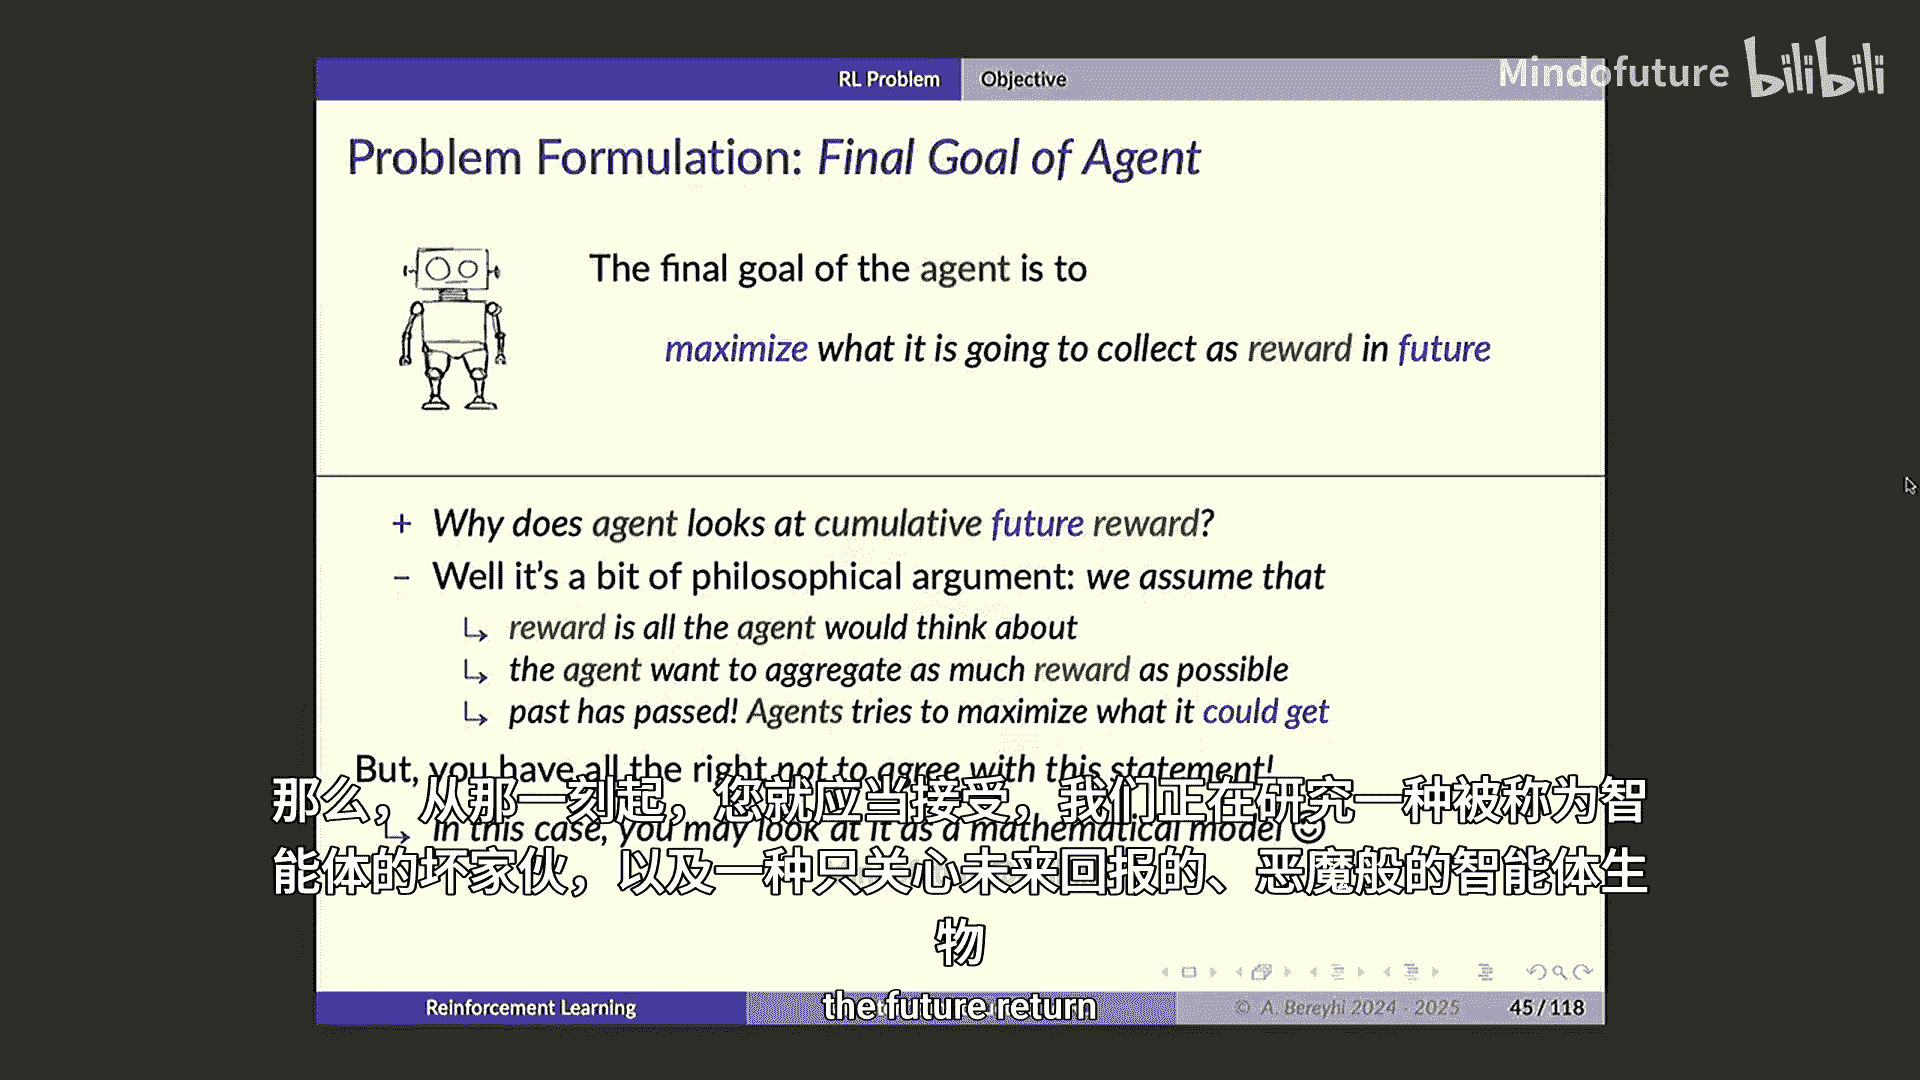 Mindofuture bilibili
RL Problem Objective
Problem Formulation: Final Goal of Agent
The final goal of the agent is to
maximize what it is going to collect as reward in future
+ Why does agent looks at cumulative future reward?
– Well it's a bit of philosophical argument: we assume that
↳ reward is all the agent would think about
↳ the agent want to aggregate as much reward as possible
↳ past has passed! Agents tries to maximize what it could get
But, you have all the right not to agree with this statement!
↳ In this case, you may look at it as a mathematical model ☺
那么，从那一刻起，您就应当接受，我们正在研究一种被称为智
能体的坏家伙，以及一种只关心未来回报的、恶魔般的智能体生
物
the future return
Reinforcement Learning
© A. Bereyhi 2024 - 2025
45 / 118